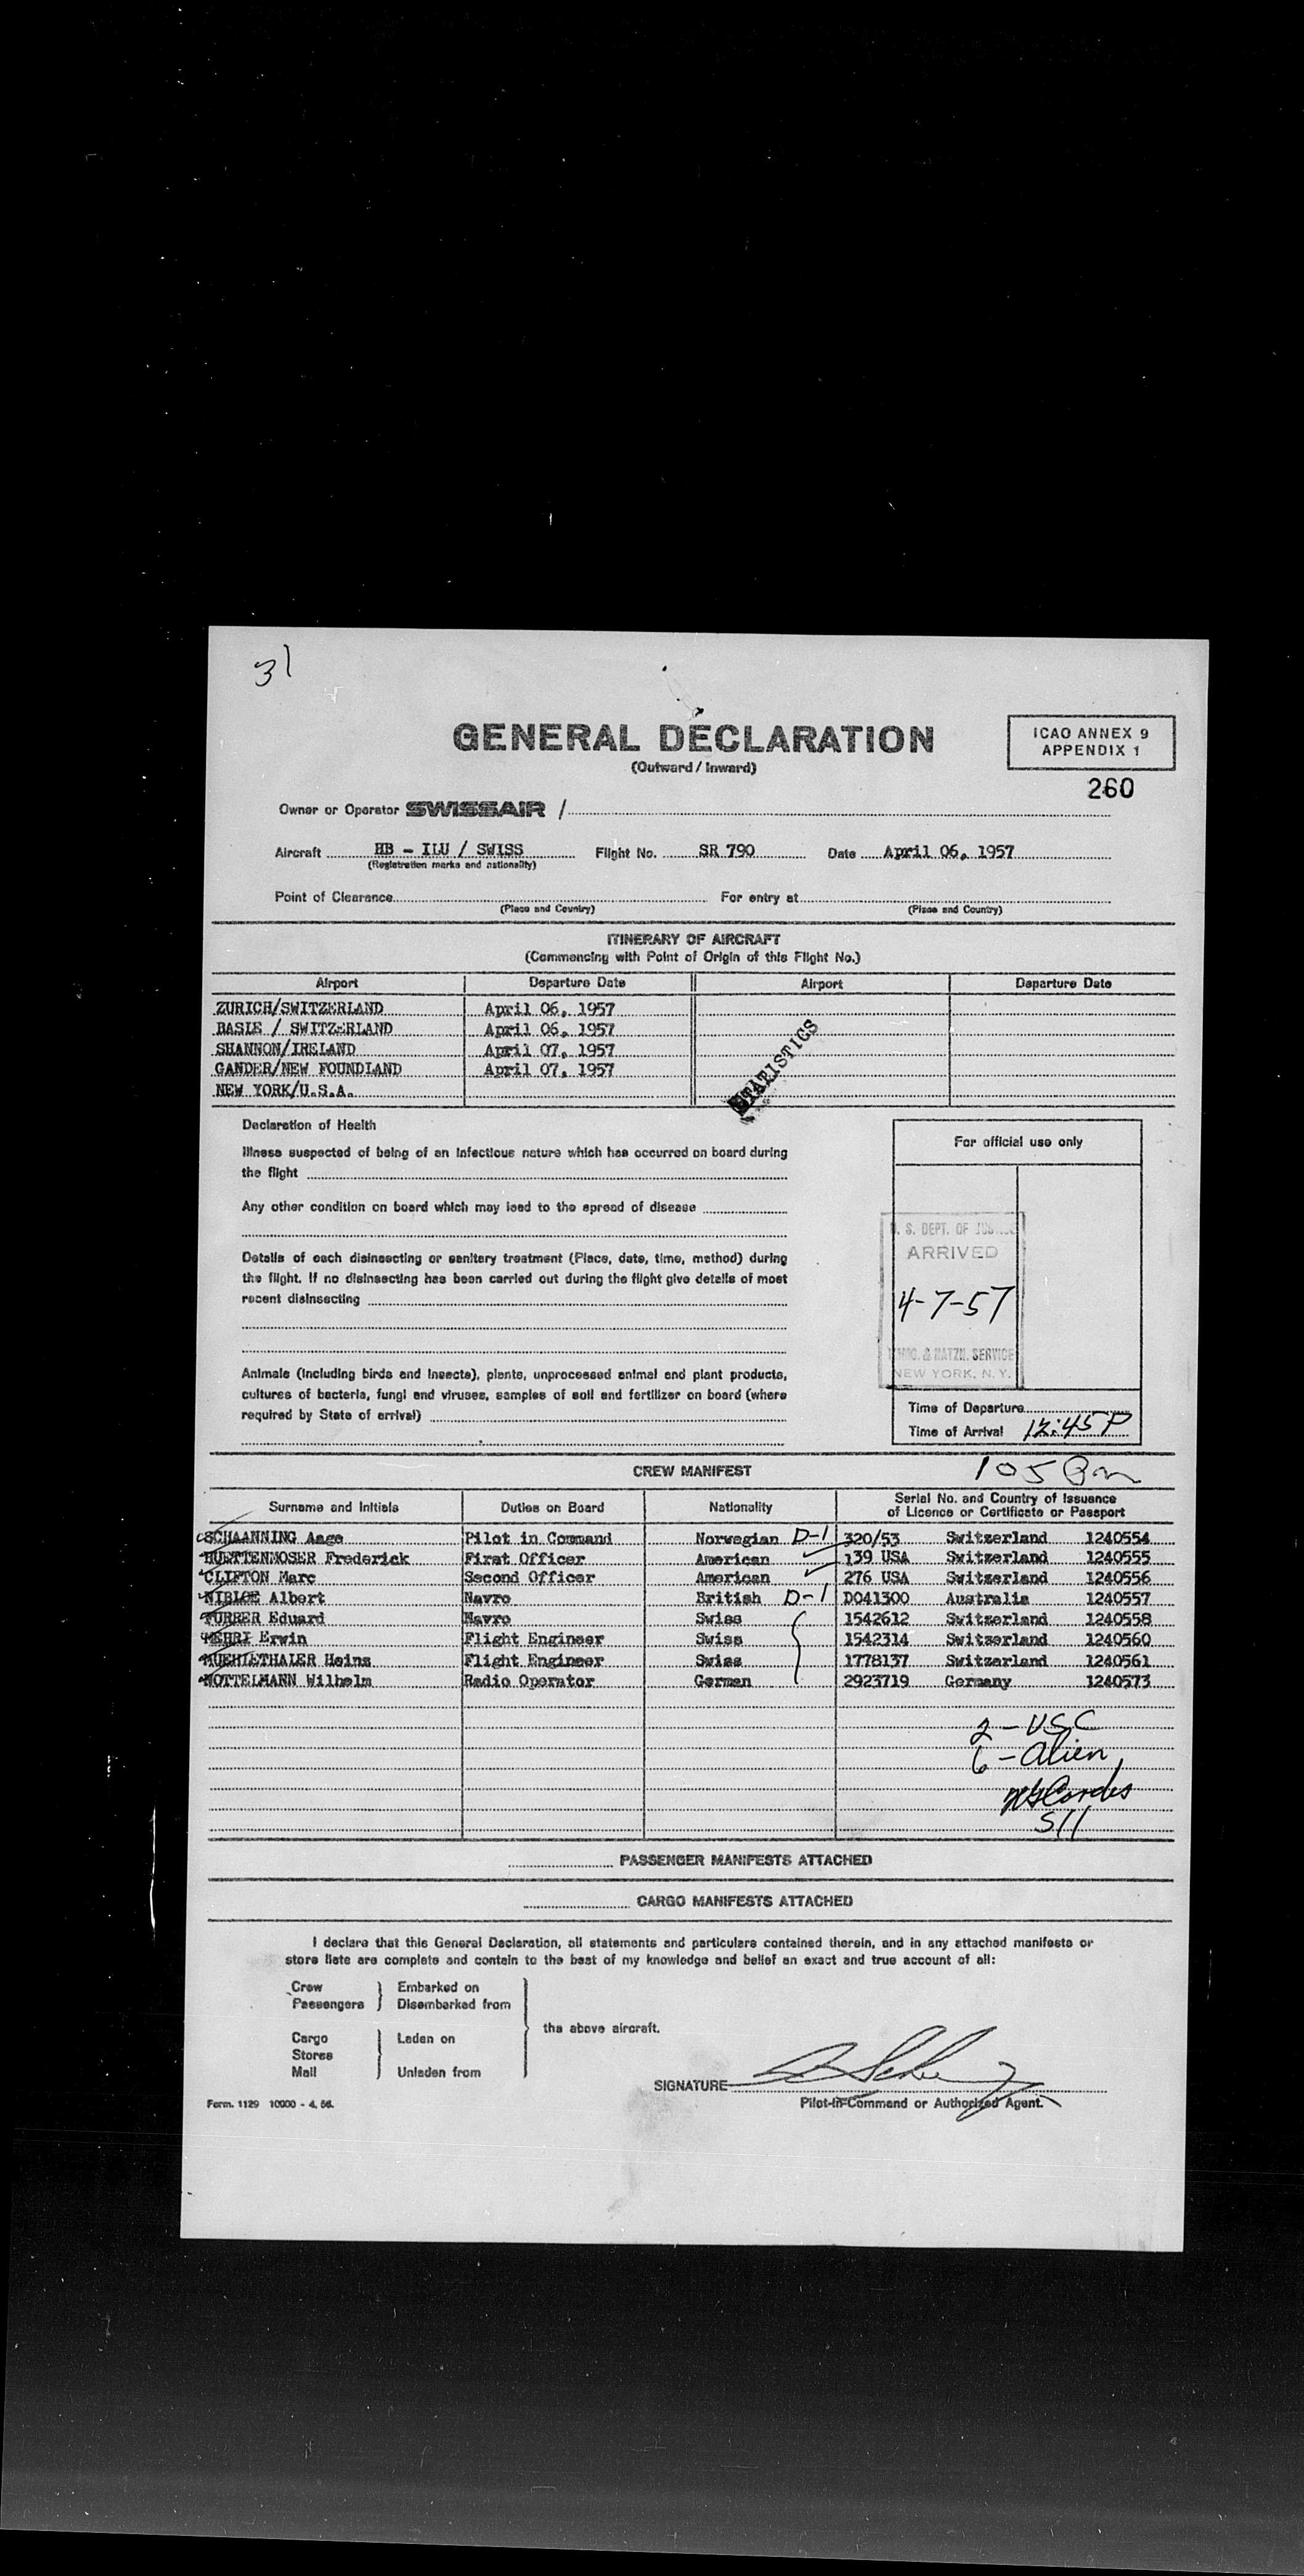 31
GENERAL DECLARATION
(Outward / Inward)
ICAO ANNEX 9
APPENDIX 1
260
Owner or Operator SWISSAIR /
Aircraft HB - ILU / SWISS Flight No. SR 790 Date April 06, 1957
(Registration marks and nationality)
Point of Clearance For entry at
(Place and Country) (Place and Country)
ITINERARY OF AIRCRAFT
(Commencing with Point of Origin of this Flight No.)
Airport Departure Date Airport Departure Date
ZURICH/SWITZERLAND April 06, 1957
BASLE / SWITZERLAND April 06, 1957
SHANNON/IRELAND April 07, 1957
GANDER/NEW FOUNDLAND April 07, 1957
NEW YORK/U.S.A.
STATISTICS
Declaration of Health
Illness suspected of being of an infectious nature which has occurred on board during
the flight
Any other condition on board which may lead to the spread of disease
Details of each disinsecting or sanitary treatment (Place, date, time, method) during
the flight. If no disinsecting has been carried out during the flight give details of most
recent disinsecting
Animals (including birds and insects), plants, unprocessed animal and plant products,
cultures of bacteria, fungi and viruses, samples of soil and fertilizer on board (where
required by State of arrival)
For official use only
S. DEPT. OF
ARRIVED
4-7-57
& NATZN. SERVICE
NEW YORK, N.Y.
Time of Departure
Time of Arrival 12:45 P
CREW MANIFEST
105
Surname and Initials Duties on Board Nationality Serial No. and Country of Issuance
of Licence or Certificate or Passport
SCHAANNING Aage Pilot in Command Norwegian D-1 320/53 Switzerland 1240554
HUETTENMOSER Frederick First Officer American 139 USA Switzerland 1240555
CLIFTON Marc Second Officer American 276 USA Switzerland 1240556
NIBLOE Albert Navro British D-1 D041300 Australia 1240557
FURRER Eduard Navro Swiss 1542612 Switzerland 1240558
WEHRI Erwin Flight Engineer Swiss 1542314 Switzerland 1240560
MUEHLETHALER Heinz Flight Engineer Swiss 1778137 Switzerland 1240561
NOTTELMANN Wilhelm Radio Operator German 2923719 Germany 1240573
2 - USC
6 - Alien
Cordes
S11
PASSENGER MANIFESTS ATTACHED
CARGO MANIFESTS ATTACHED
I declare that this General Declaration, all statements and particulars contained therein, and in any attached manifests or
store lists are complete and contain to the best of my knowledge and belief an exact and true account of all:
Crew Embarked on
Passengers Disembarked from
the above aircraft.
Cargo Laden on
Stores
Mail Unladen from
SIGNATURE
Form. 1129 10000 - 4. 56. Pilot-in-Command or Authorized Agent.